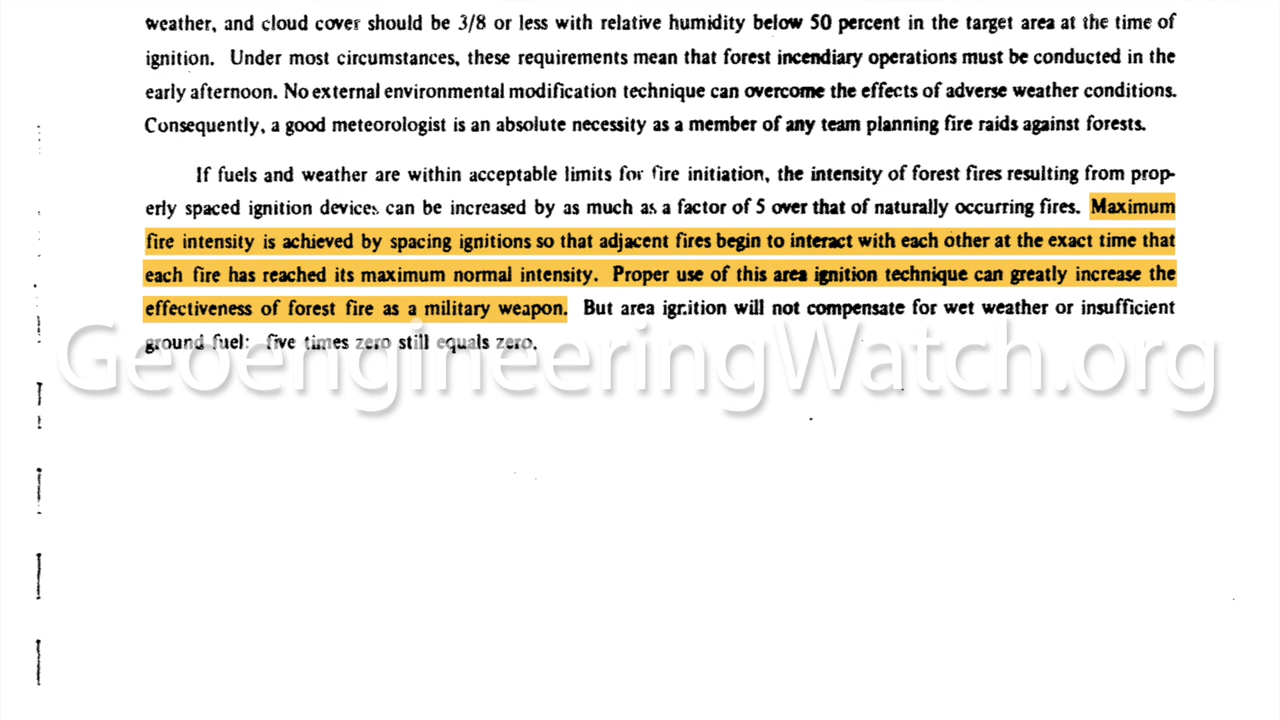 weather, and cloud cover should be 3/8 or less with relative humidity below 50 percent in the target area at the time of
ignition. Under most circumstances, these requirements mean that forest incendiary operations must be conducted in the
early afternoon. No external environmental modification technique can overcome the effects of adverse weather conditions.
Consequently, a good meteorologist is an absolute necessity as a member of any team planning fire raids against forests.
If fuels and weather are within acceptable limits for fire initiation, the intensity of forest fires resulting from prop-
erly spaced ignition devices can be increased by as much as a factor of 5 over that of naturally occurring fires. Maximum
fire intensity is achieved by spacing ignitions so that adjacent fires begin to interact with each other at the exact time that
each fire has reached its maximum normal intensity. Proper use of this area ignition technique can greatly increase the
effectiveness of forest fire as a military weapon. But area ignition will not compensate for wet weather or insufficient
ground fuel: five times zero still equals zero.
GeoengineeringWatch.org